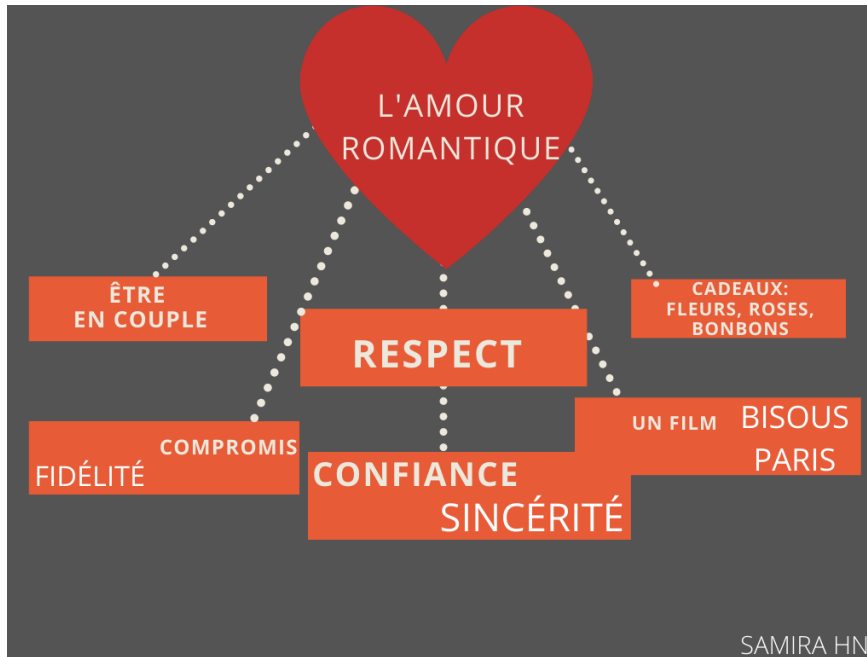 L'AMOUR
ROMANTIQUE
ÊTRE
EN COUPLE
CADEAUX:
FLEURS, ROSES,
BONBONS
RESPECT
COMPROMIS
FIDÉLITÉ
UN FILM BISOUS
PARIS
CONFIANCE
SINCÉRITÉ
SAMIRA HN